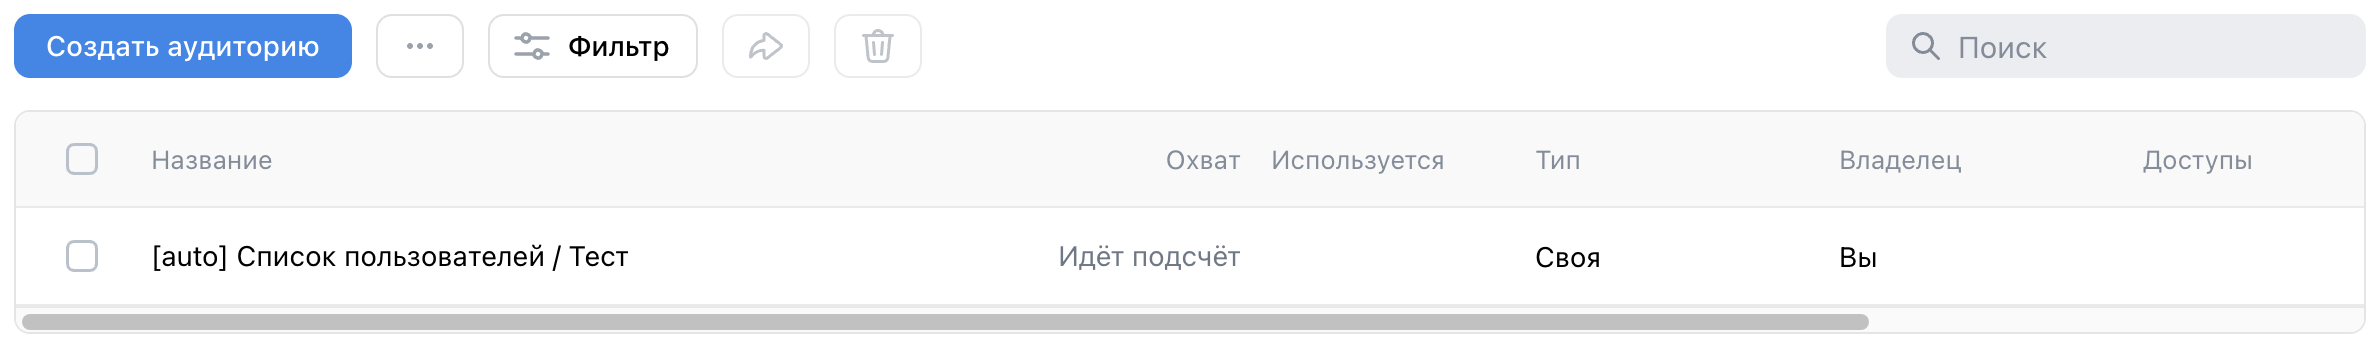 Создать аудиторию ··· Фильтр Поиск
Название Охват Используется Тип Владелец Доступы
[auto] Список пользователей / Тест Идёт подсчёт Своя Вы